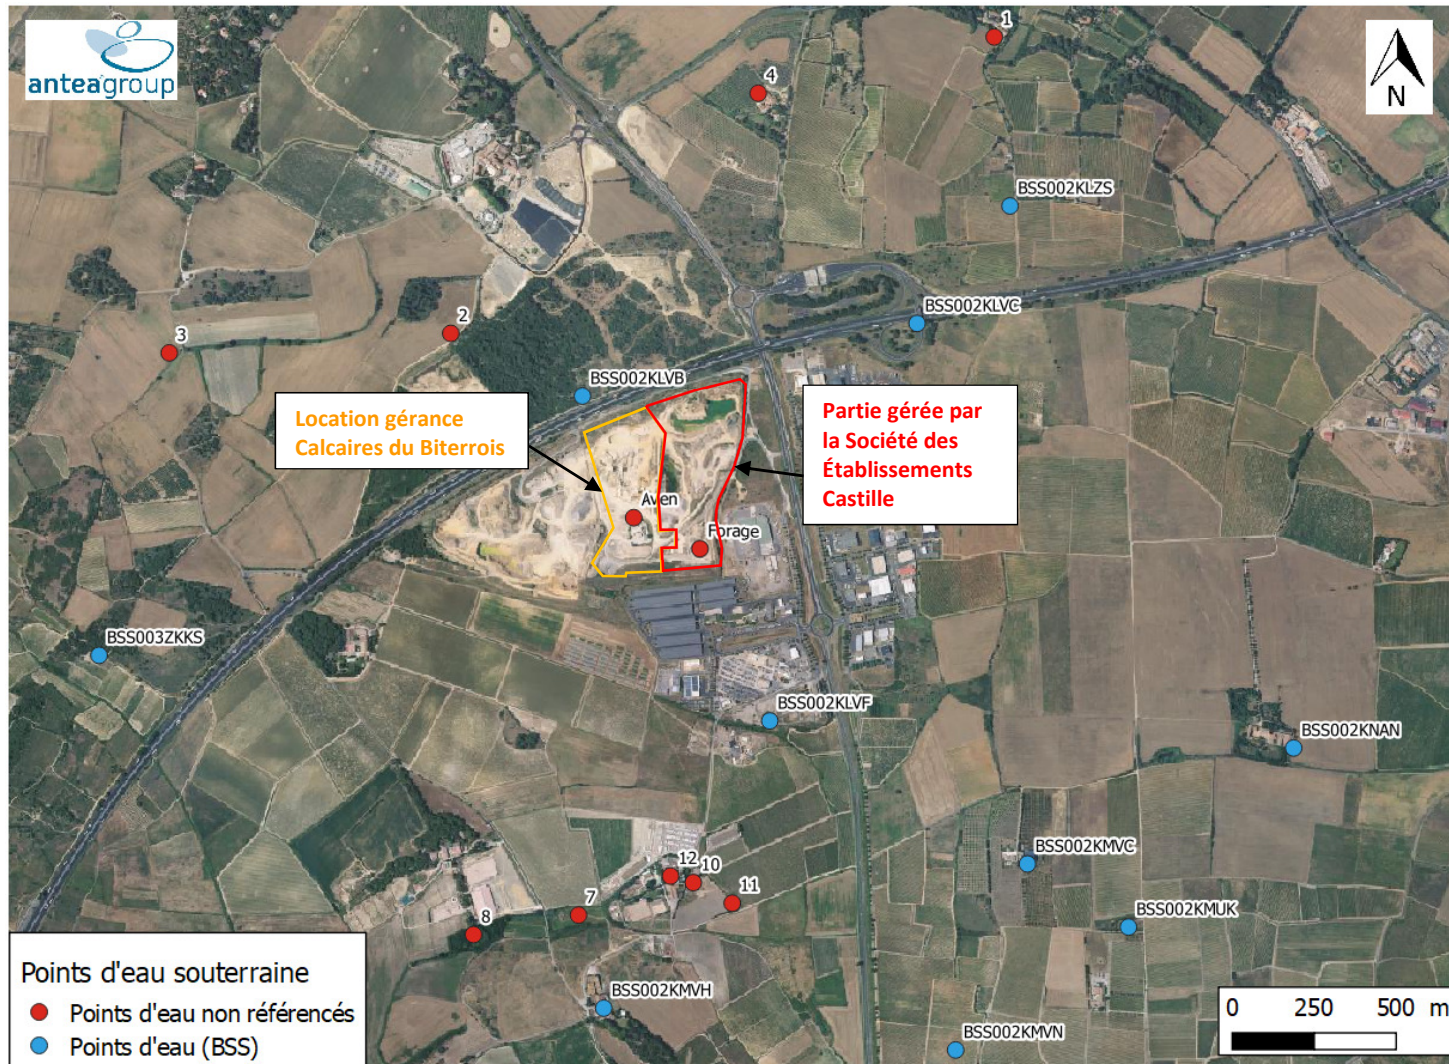 anteagroup
N
1
4
BSS002KLZS
BSS002KLVC
2
3
BSS002KLVB
Location gérance
Calcaires du Biterrois
Partie gérée par
la Société des
Établissements
Castille
Aven
Forage
BSS003ZKKS
BSS002KLVF
BSS002KNAN
BSS002KMVC
12
10
11
7
8
BSS002KMUK
BSS002KMVH
BSS002KMVN
Points d'eau souterraine
Points d'eau non référencés
Points d'eau (BSS)
0 250 500 m